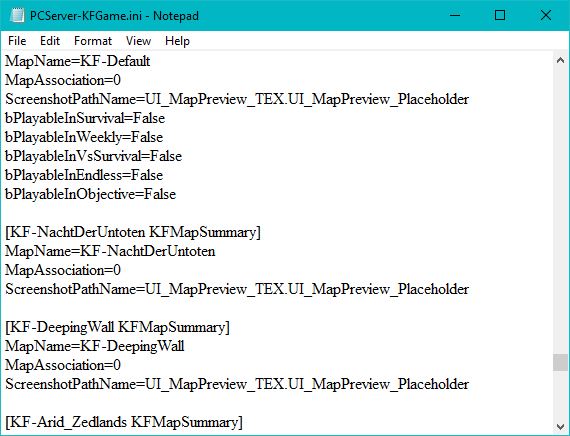 PCServer-KFGame.ini - Notepad
File Edit Format View Help
MapName=KF-Default
MapAssociation=0
ScreenshotPathName=UI_MapPreview_TEX.UI_MapPreview_Placeholder
bPlayableInSurvival=False
bPlayableInWeekly=False
bPlayableInVsSurvival=False
bPlayableInEndless=False
bPlayableInObjective=False

[KF-NachtDerUntoten KFMapSummary]
MapName=KF-NachtDerUntoten
MapAssociation=0
ScreenshotPathName=UI_MapPreview_TEX.UI_MapPreview_Placeholder

[KF-DeepingWall KFMapSummary]
MapName=KF-DeepingWall
MapAssociation=0
ScreenshotPathName=UI_MapPreview_TEX.UI_MapPreview_Placeholder

[KF-Arid_Zedlands KFMapSummary]